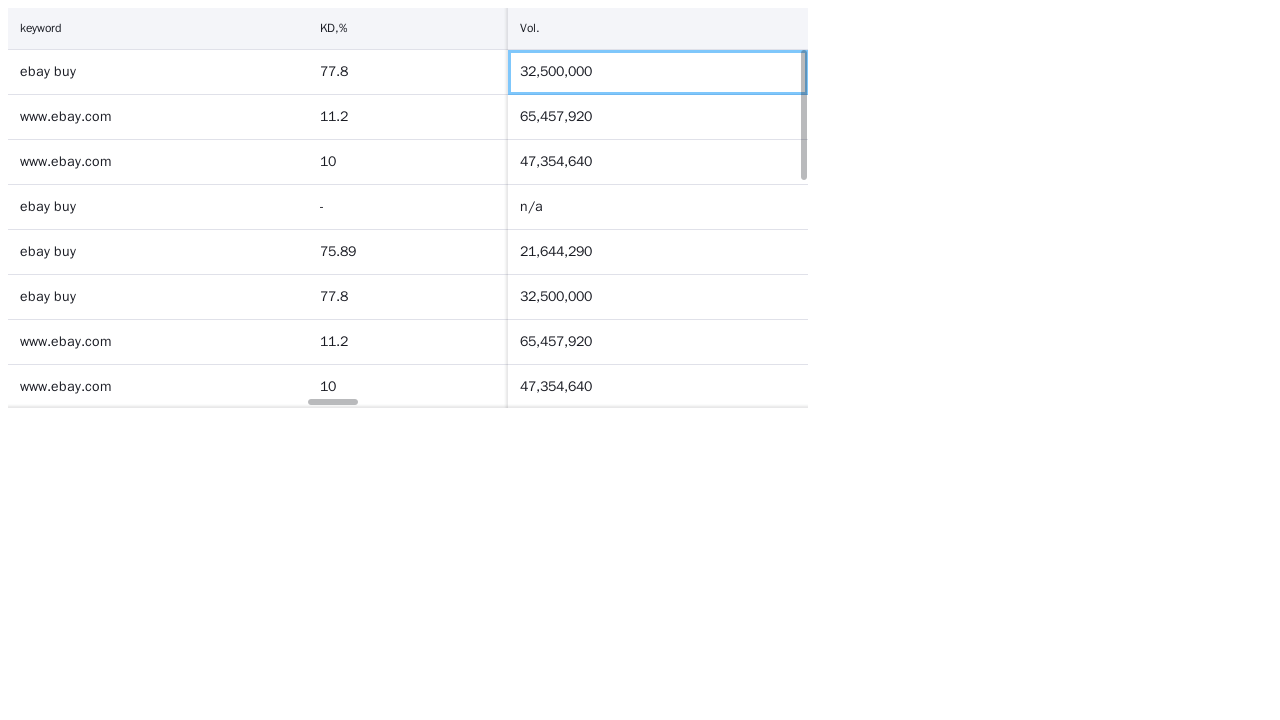 keyword KD,% Vol.
ebay buy 77.8 32,500,000
www.ebay.com 11.2 65,457,920
www.ebay.com 10 47,354,640
ebay buy - n/a
ebay buy 75.89 21,644,290
ebay buy 77.8 32,500,000
www.ebay.com 11.2 65,457,920
www.ebay.com 10 47,354,640